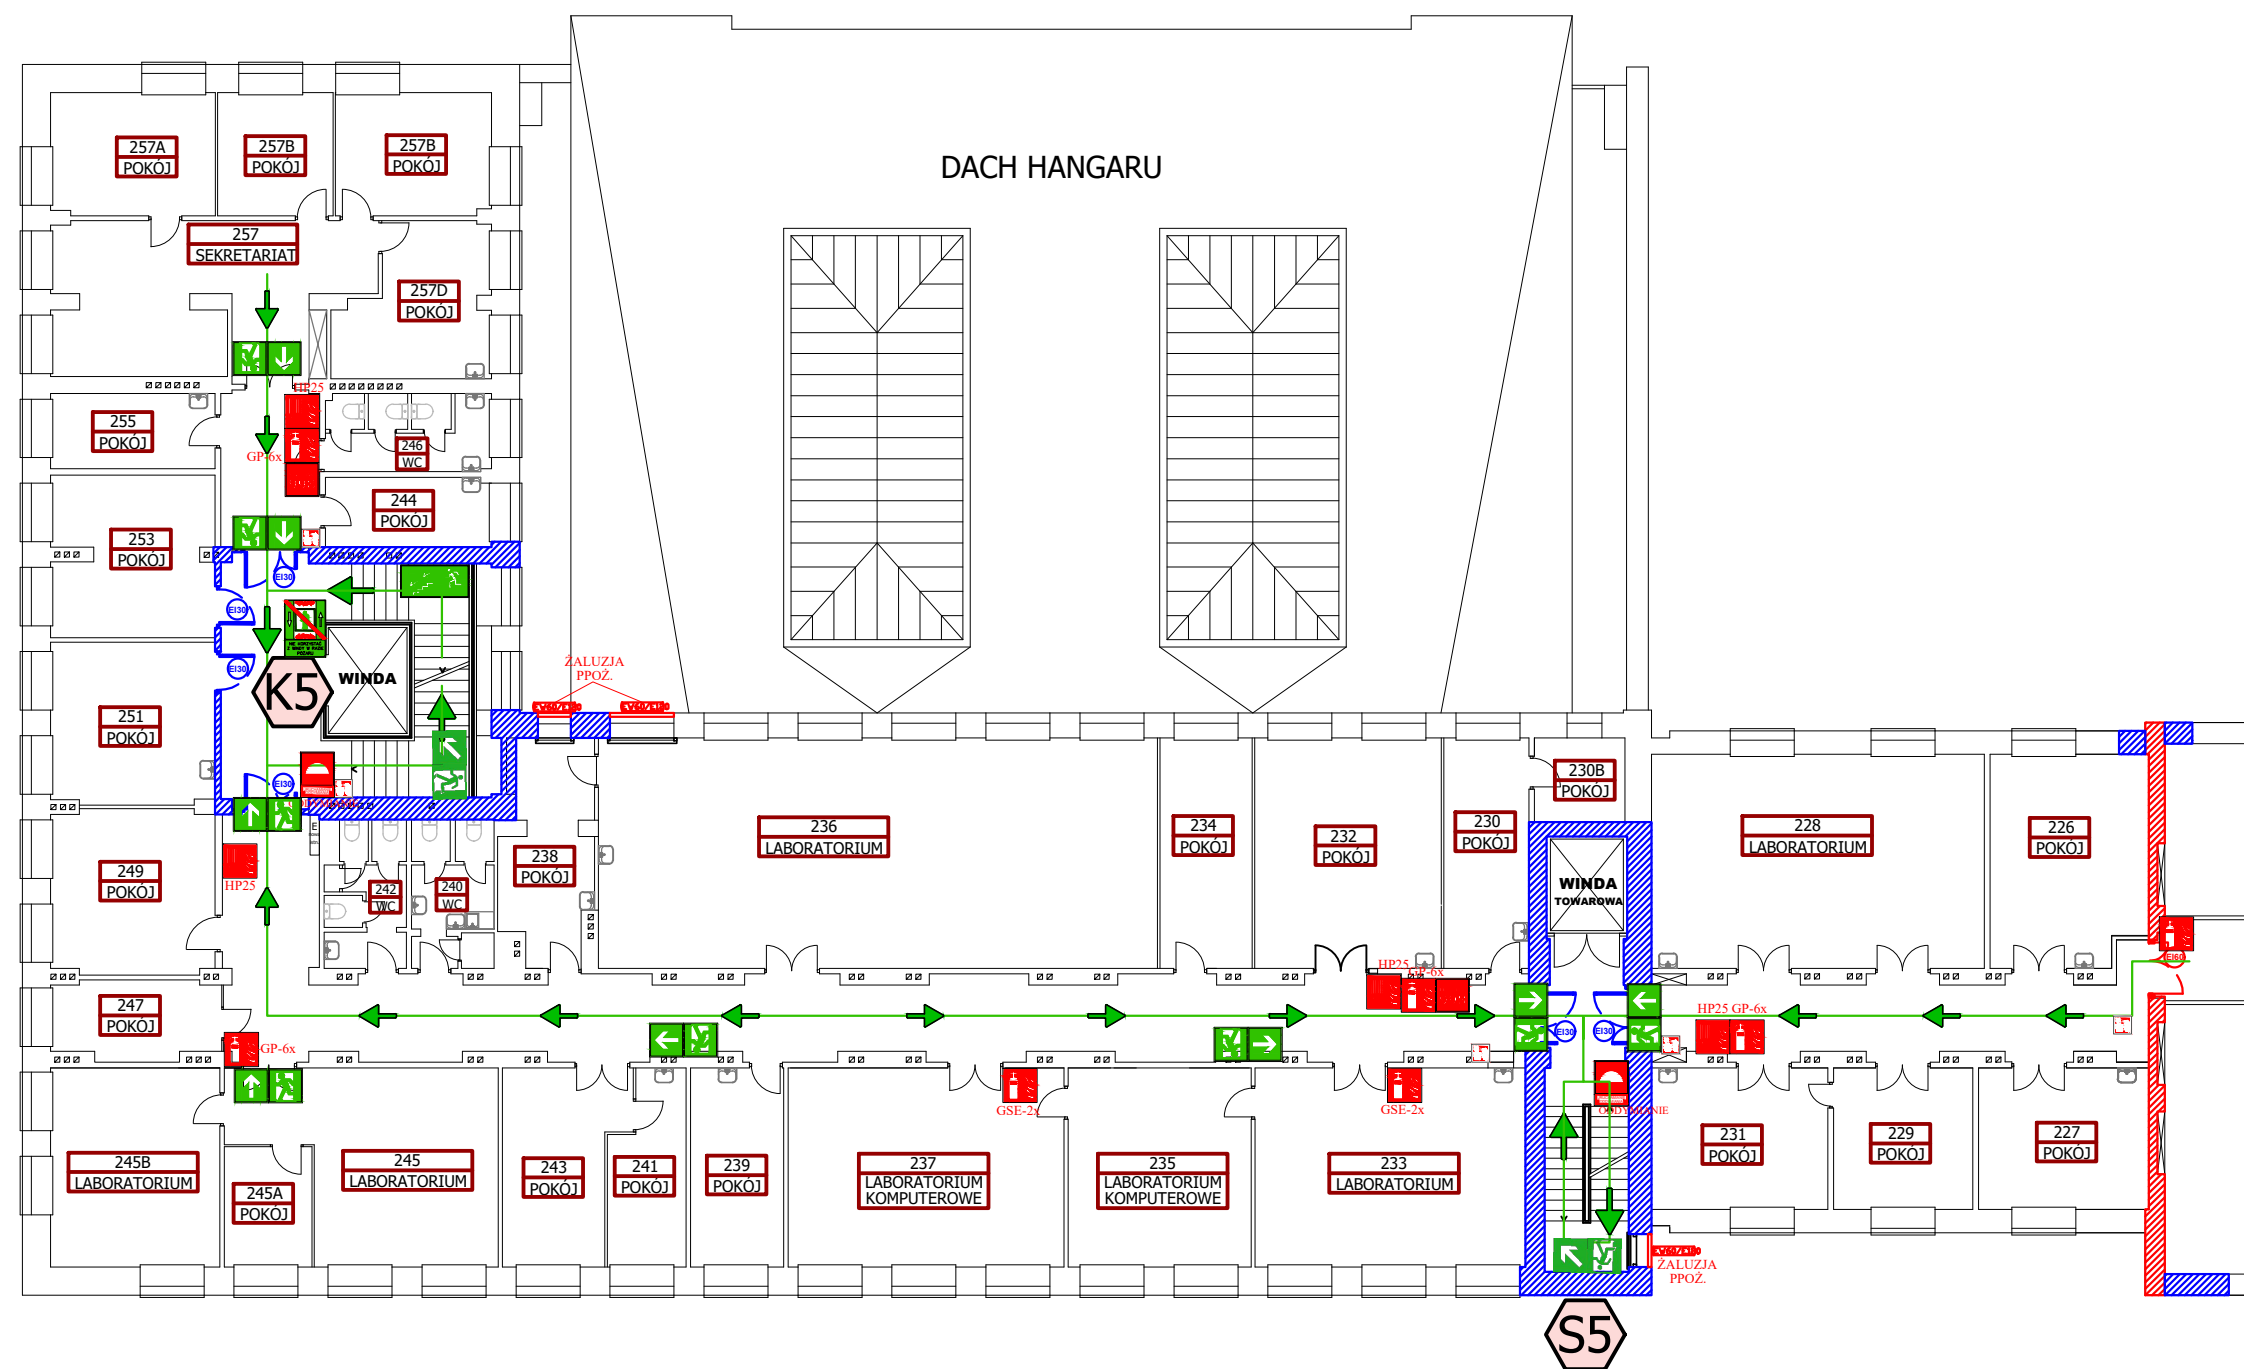 DACH HANGARU
257A
POKÓJ
257B
POKÓJ
257B
POKÓJ
257
SEKRETARIAT
257D
POKÓJ
HP25
255
POKÓJ
246
WC
GP-6x
244
POKÓJ
253
POKÓJ
EI30
EI30
EI30
K5
WINDA
ŻALUZJA
PPOŻ.
251
POKÓJ
EI30
230B
POKÓJ
236
LABORATORIUM
234
POKÓJ
232
POKÓJ
230
POKÓJ
228
LABORATORIUM
226
POKÓJ
249
POKÓJ
HP25
242
WC
240
WC
238
POKÓJ
WINDA
TOWAROWA
HP25
GP-6x
EI60
247
POKÓJ
GP-6x
EI30
EI30
HP25 GP-6x
GSE-2x
GSE-2x
ODDYMIANIE
245B
LABORATORIUM
245A
POKÓJ
245
LABORATORIUM
243
POKÓJ
241
POKÓJ
239
POKÓJ
237
LABORATORIUM
KOMPUTEROWE
235
LABORATORIUM
KOMPUTEROWE
233
LABORATORIUM
231
POKÓJ
229
POKÓJ
227
POKÓJ
ŻALUZJA
PPOŻ.
S5